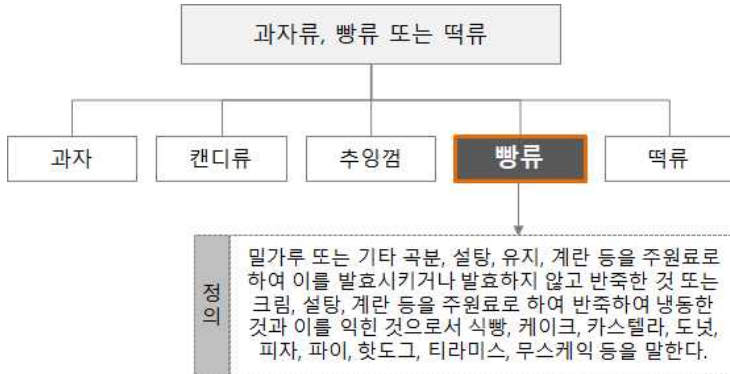 과자류, 빵류 또는 떡류
과자
캔디류
추잉껌
빵류
떡류
정의
밀가루 또는 기타 곡분, 설탕, 유지, 계란 등을 주원료로
하여 이를 발효시키거나 발효하지 않고 반죽한 것 또는
크림, 설탕, 계란 등을 주원료로 하여 반죽하여 냉동한
것과 이를 익힌 것으로서 식빵, 케이크, 카스텔라, 도넛,
피자, 파이, 핫도그, 티라미스, 무스케익 등을 말한다.